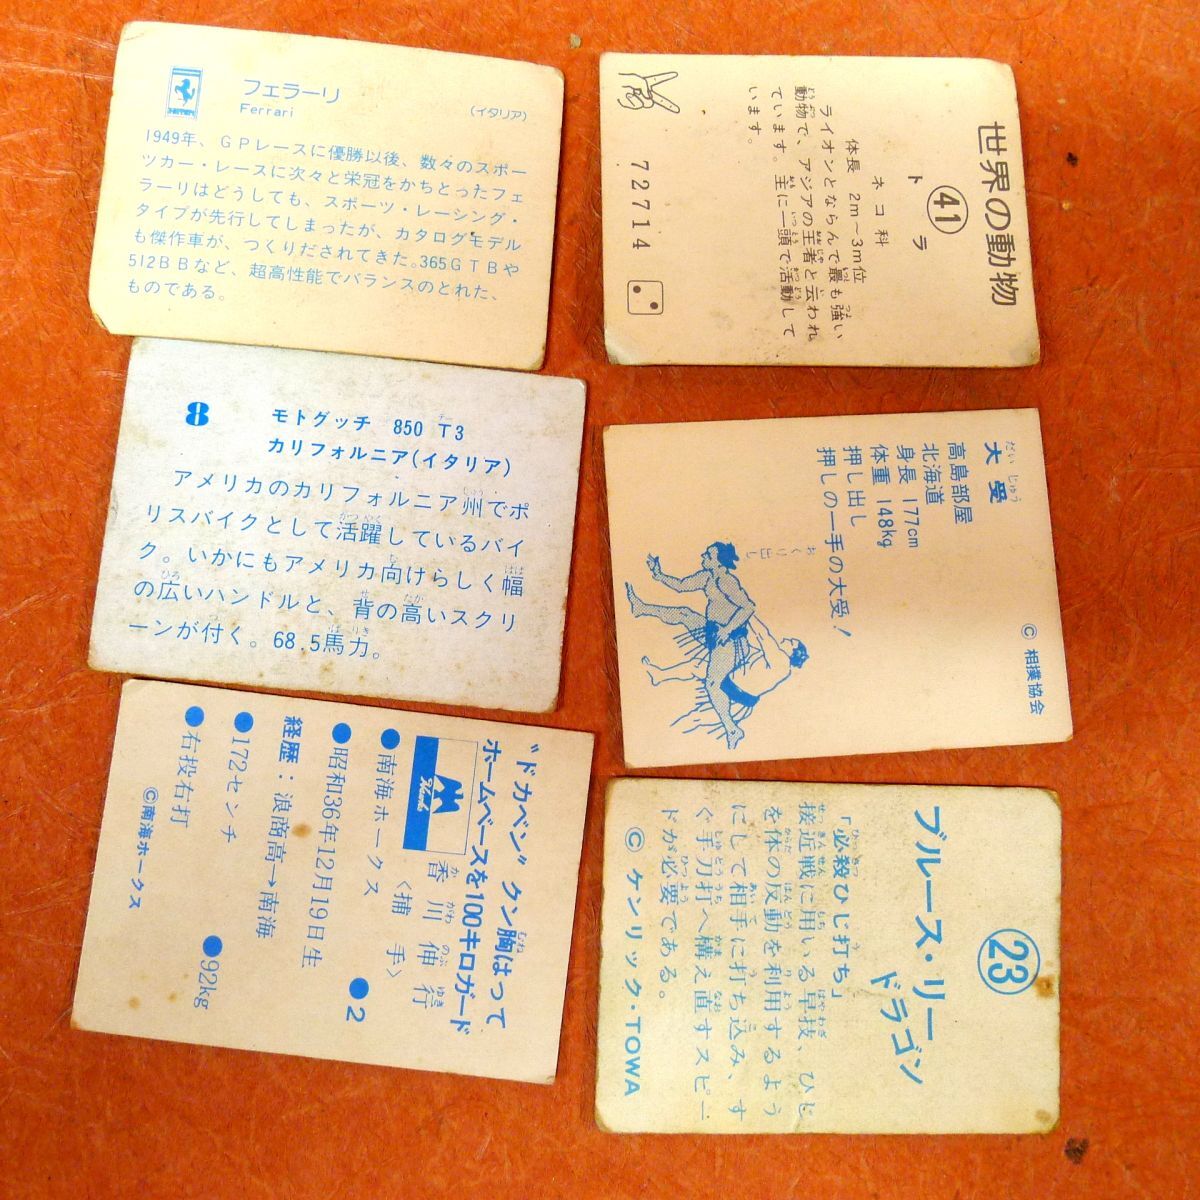 フェラーリ
Ferrari
(イタリア)
Ferrari
1949年、GPレースに優勝以後、数々のスポー
ツカー・レースに次々と栄冠をかちとったフェ
ラーリはどうしても、スポーツ・レーシング・
タイプが先行してしまったが、カタログモデル
も傑作車が、つくりだされてきた。365GTBや
512BBなど、超高性能でバランスのとれた、
ものである。
世界の動物
41
トラ
ネコ科
体長 2m～3m位
ライオンとならんで最も強い
動物で、アジアの王者と云われ
ています。主に一頭で活動して
います。
72714
8
モトグッチ 850 T3
カリフォルニア(イタリア)
アメリカのカリフォルニア州でポ
リスバイクとして活躍しているバイ
ク。いかにもアメリカ向けらしく幅
の広いハンドルと、背の高いスクリ
ーンが付く。68.5馬力。
大受
だいじゅう
高島部屋
北海道
身長 177cm
体重 148kg
押し出し
押しの一手の大受!
おくり出し
© 相撲協会
"ドカベン"クン胸はって
ホームベースを100キロガード
香川伸行
かがわのぶゆき
〈捕手〉
Hawks
●南海ホークス
●2
●昭和36年12月19日生
経歴：浪商高→南海
●172センチ
●92kg
●右投右打
©南海ホークス
23
ブルース・リー
ドラゴン
「必殺ひじ打ち」
接近戦に用いる早技、ひじ
を体の反動を利用するよう
にして相手に打ち込み、す
ぐ手刀打へ構え直すスピー
ドが必要である。
© ケンリック・TOWA